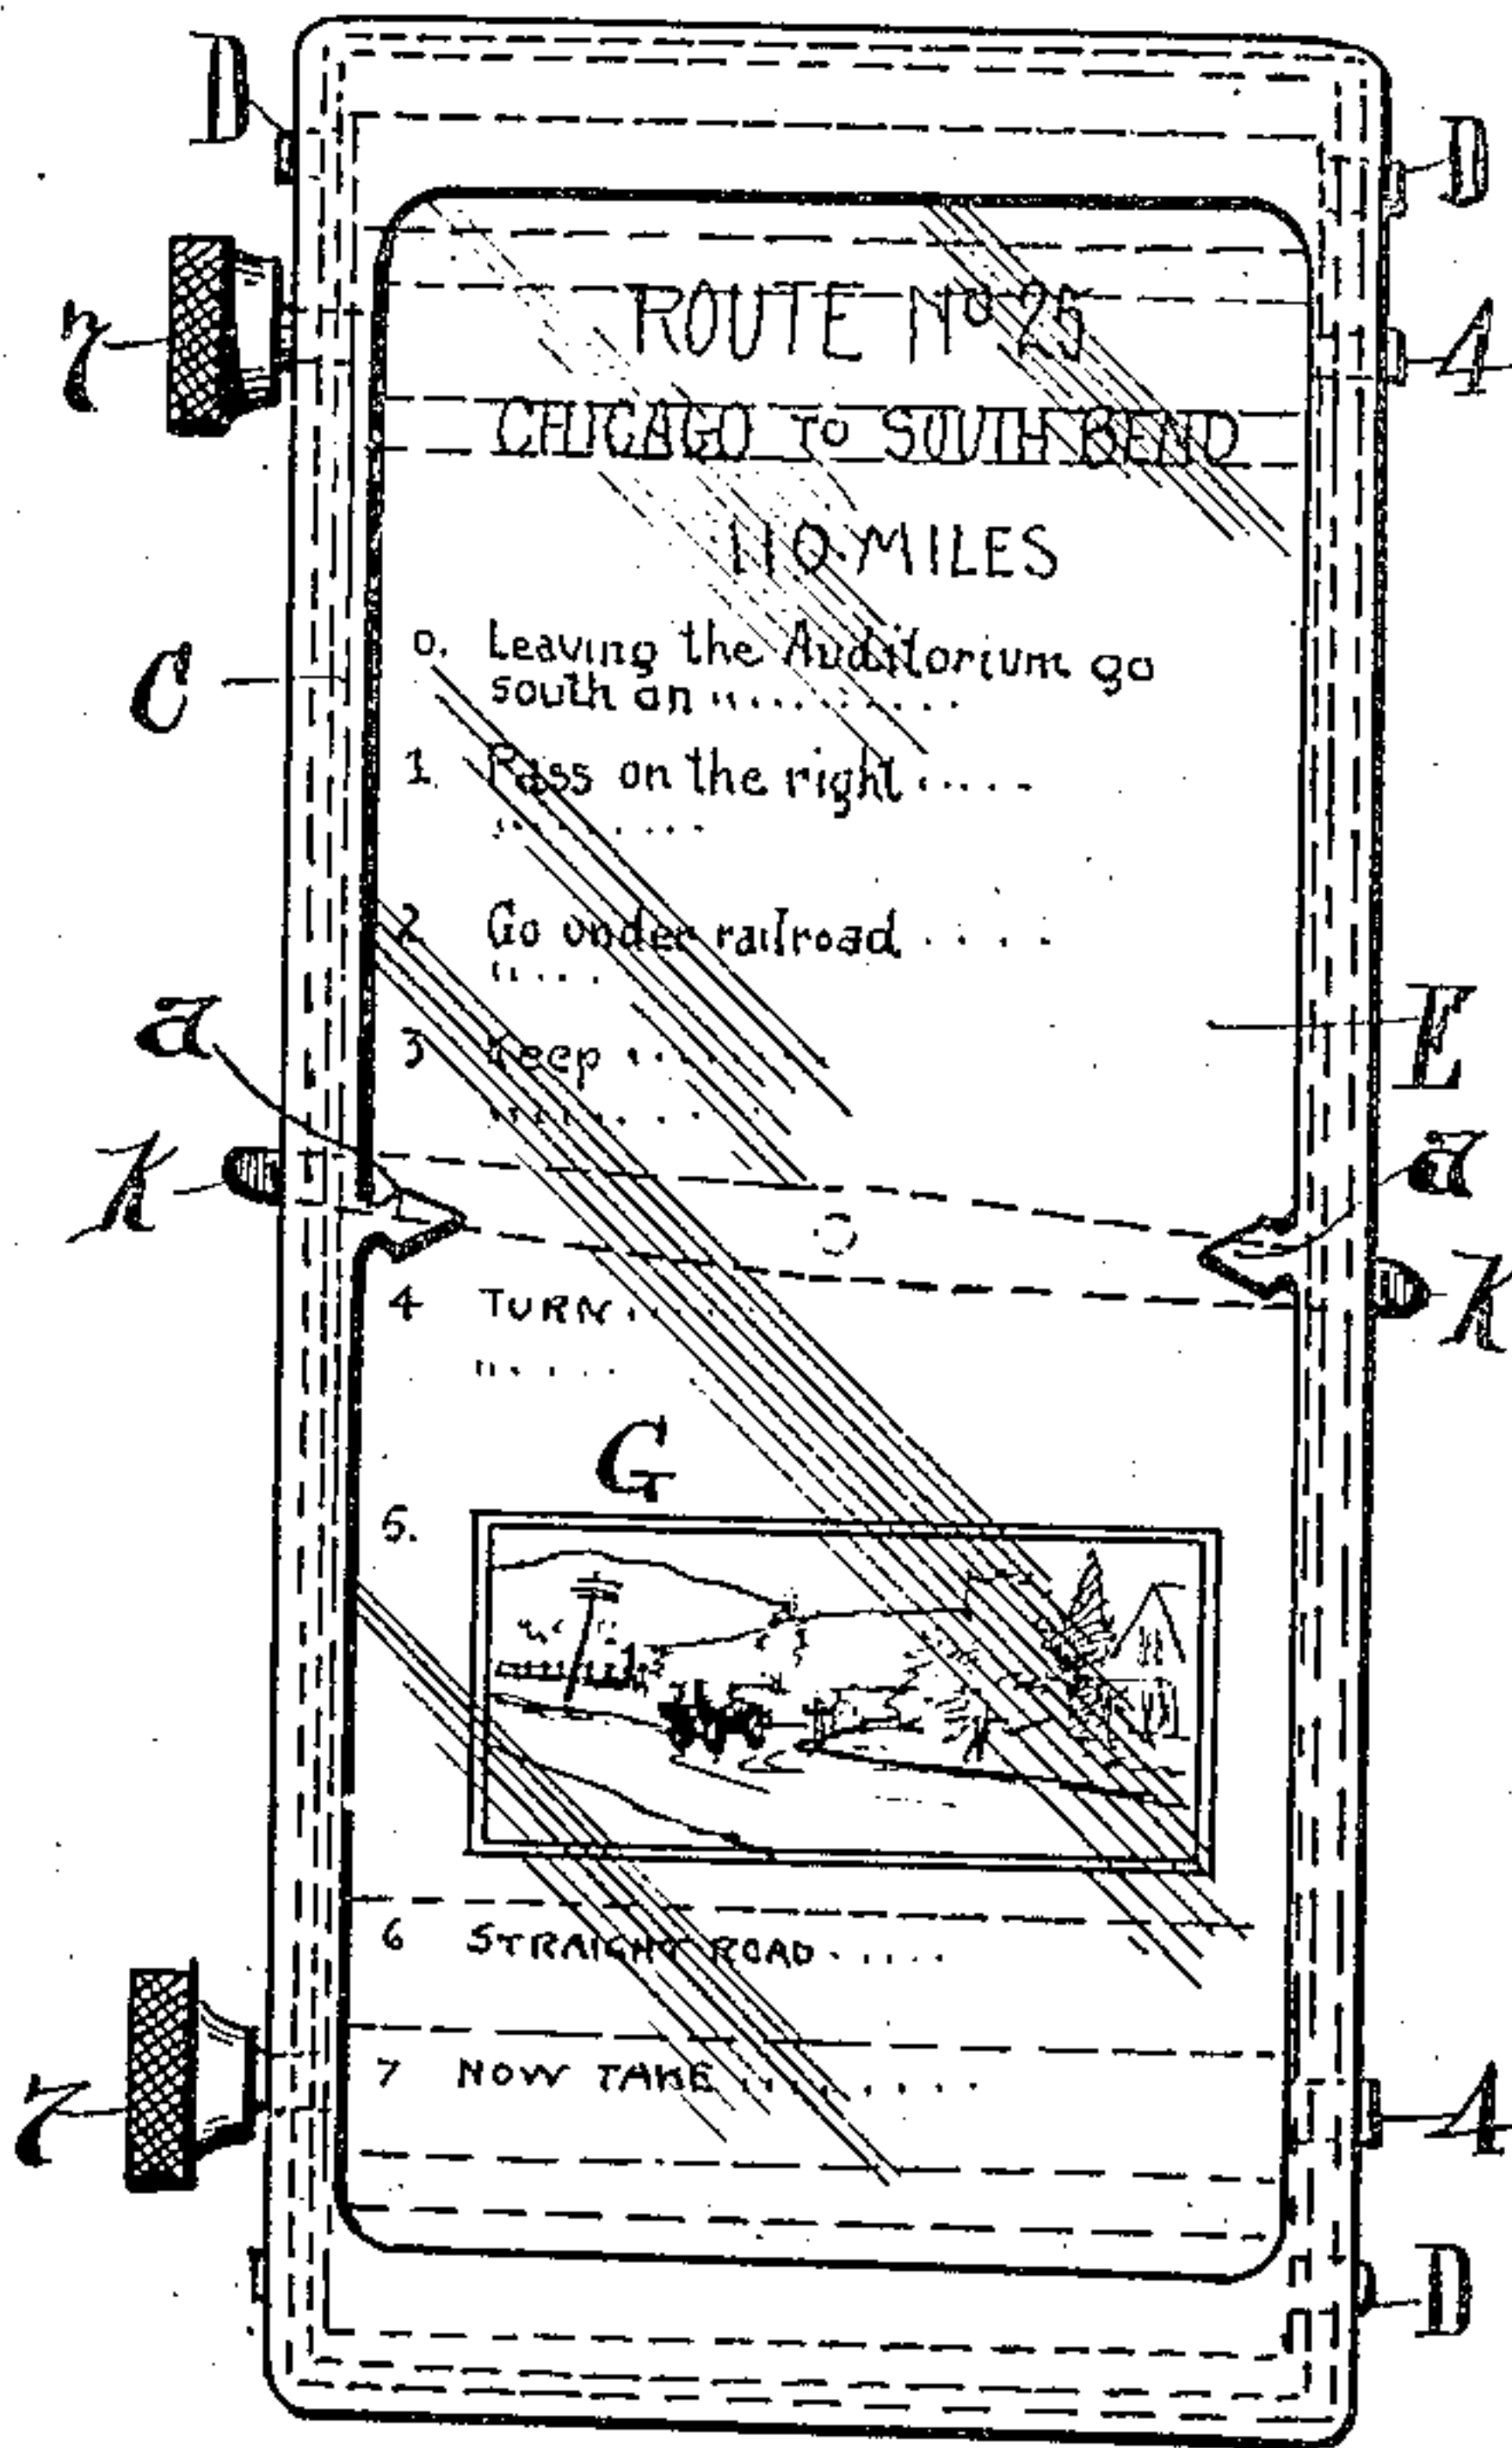 D
D
7
4
ROUTE No 25
CHICAGO TO SOUTH BEND
110 MILES
C
0. Leaving the Auditorium go
south on " . . . . . . . .
1. Pass on the right . . . . .
" . . . . . .
2 Go under railroad . . . . .
" . . . .
E
a
3 Keep " . . . .
" . . . . .
a
k
k
4 TURN . . . .
" . . . .
G
5.
6 STRAIGHT ROAD . . . . .
7 NOW TAKE . . . . . . . .
7
4
D